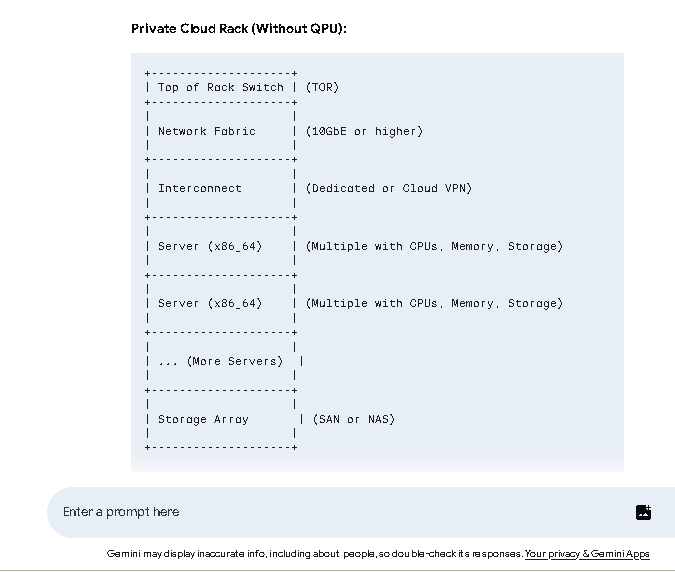 Private Cloud Rack (Without QPU):
+--------------------+
| Top of Rack Switch | (TOR)
+--------------------+
|                    |
| Network Fabric     | (10GbE or higher)
|                    |
+--------------------+
|                    |
| Interconnect       | (Dedicated or Cloud VPN)
|                    |
+--------------------+
|                    |
| Server (x86_64)    | (Multiple with CPUs, Memory, Storage)
|                    |
+--------------------+
|                    |
| Server (x86_64)    | (Multiple with CPUs, Memory, Storage)
|                    |
+--------------------+
|                    |
| ... (More Servers)  |
|                    |
+--------------------+
|                    |
| Storage Array       | (SAN or NAS)
|                    |
+--------------------+
Enter a prompt here
Gemini may display inaccurate info, including about people, so double-check its responses. Your privacy & Gemini Apps